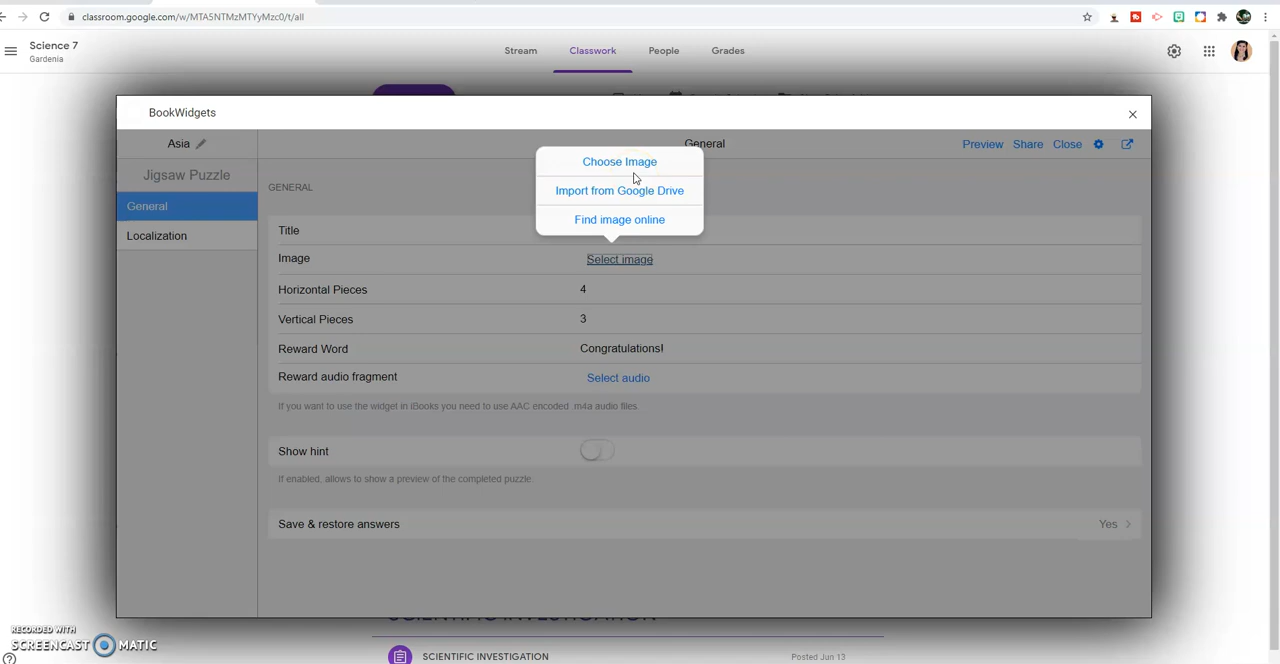 classroom.google.com/w/MTA5NTMzMTYyMzc0/t/all
Science 7
Gardenia
Stream
Classwork
People
Grades
BookWidgets
Asia
General
Preview
Share
Close
Jigsaw Puzzle
General
Localization
Choose Image
Import from Google Drive
Find image online
GENERAL
Title
Image
Select image
Horizontal Pieces
4
Vertical Pieces
3
Reward Word
Congratulations!
Reward audio fragment
Select audio
If you want to use the widget in iBooks you need to use AAC encoded .m4a audio files.
Show hint
If enabled, allows to show a preview of the completed puzzle.
Save & restore answers
Yes
SCIENTIFIC INVESTIGATION
Posted Jun 13
RECORDED WITH
SCREENCAST MATIC